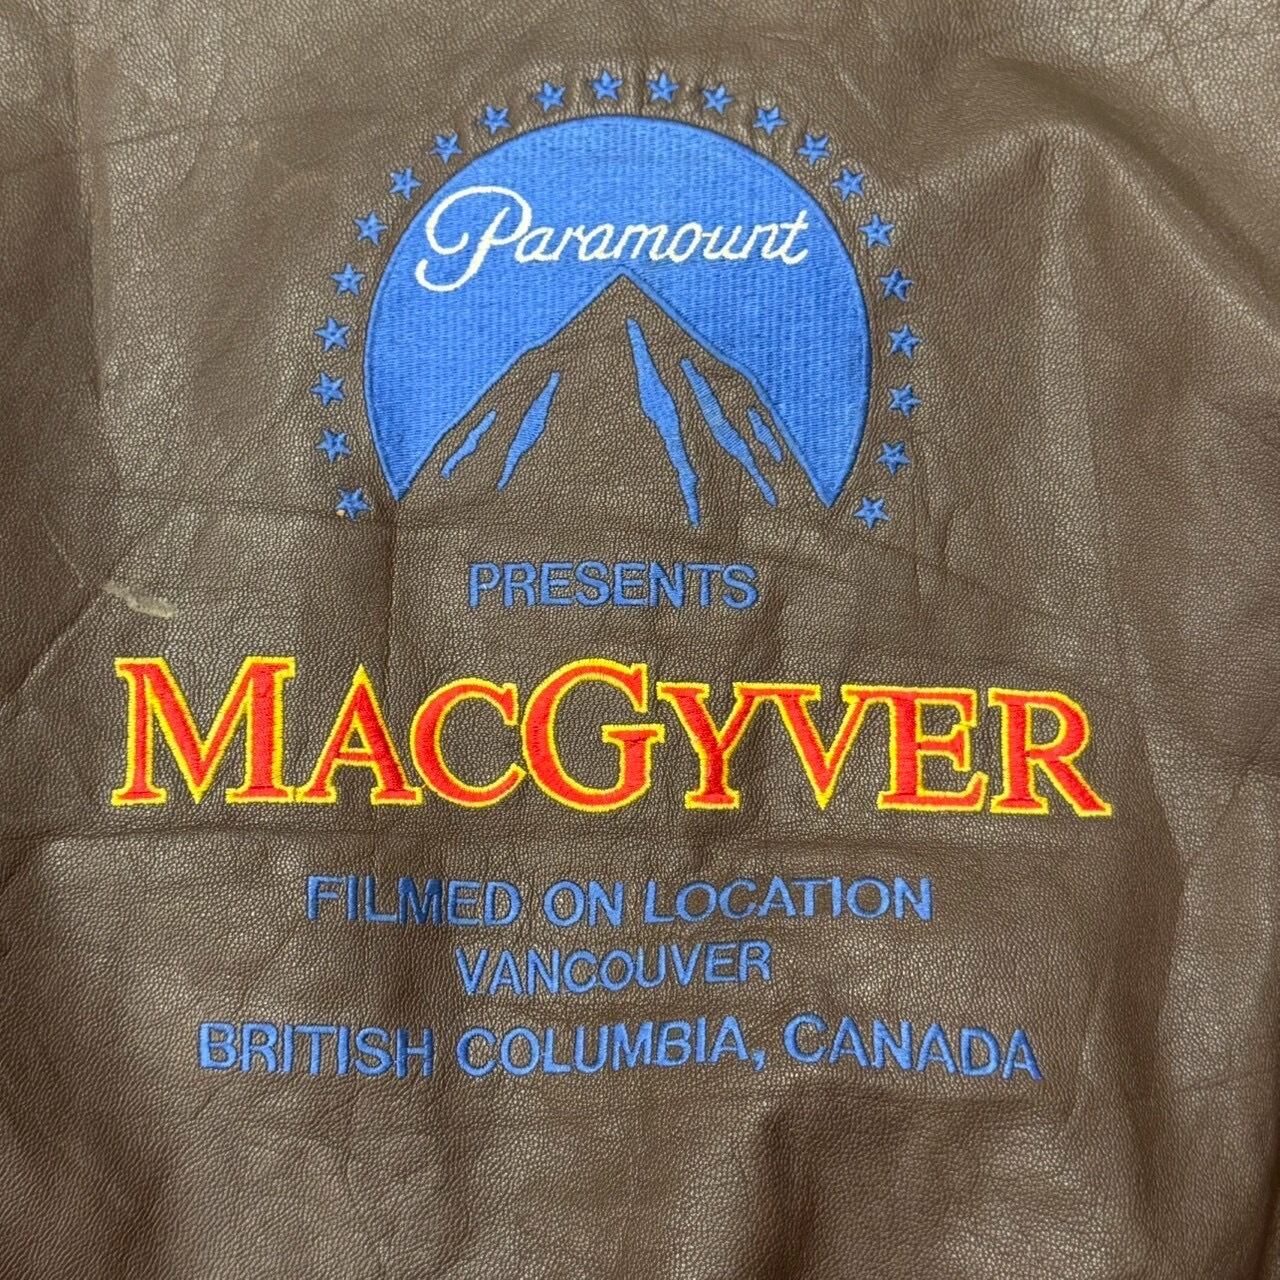 Paramount
PRESENTS
MACGYVER
FILMED ON LOCATION
VANCOUVER
BRITISH COLUMBIA, CANADA